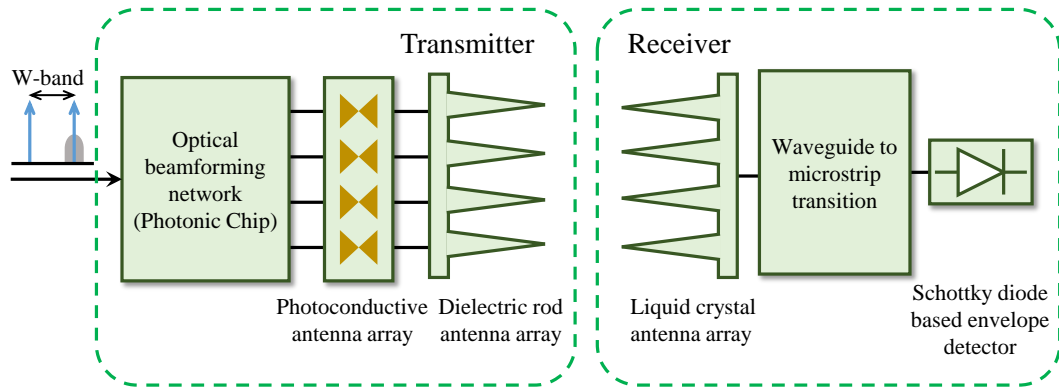 Transmitter
Receiver
W-band
Optical
beamforming
network
(Photonic Chip)
Waveguide to
microstrip
transition
Photoconductive
antenna array
Dielectric rod
antenna array
Liquid crystal
antenna array
Schottky diode
based envelope
detector